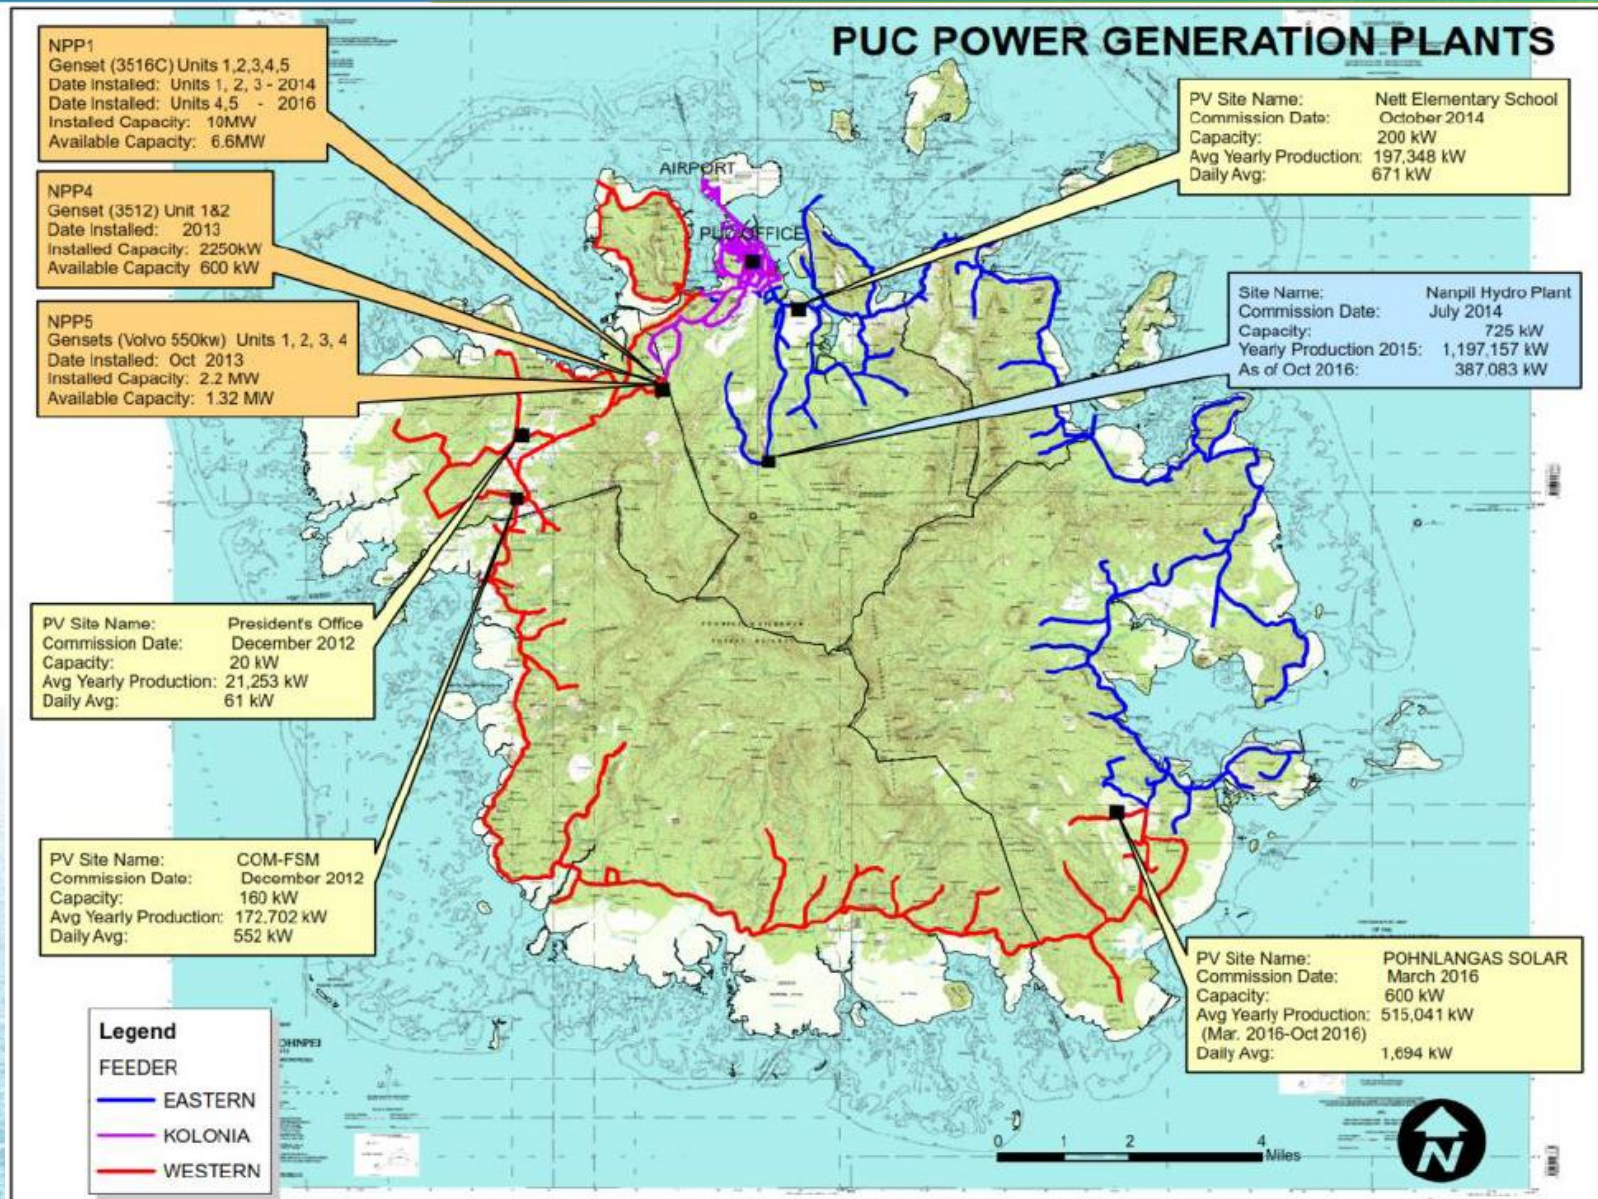 PUC POWER GENERATION PLANTS
NPP1
Genset (3516C) Units 1,2,3,4,5
Date Installed: Units 1, 2, 3 - 2014
Date Installed: Units 4,5 - 2016
Installed Capacity: 10MW
Available Capacity: 6.6MW
NPP4
Genset (3512) Unit 1&2
Date Installed: 2013
Installed Capacity: 2250kW
Available Capacity 600 kW
NPP5
Gensets (Volvo 550kw) Units 1, 2, 3, 4
Date Installed: Oct 2013
Installed Capacity: 2.2 MW
Available Capacity: 1.32 MW
PV Site Name: Nett Elementary School
Commission Date: October 2014
Capacity: 200 kW
Avg Yearly Production: 197,348 kW
Daily Avg: 671 kW
AIRPORT
PUC OFFICE
Site Name: Nanpil Hydro Plant
Commission Date: July 2014
Capacity: 725 kW
Yearly Production 2015: 1,197,157 kW
As of Oct 2016: 387,083 kW
PV Site Name: President's Office
Commission Date: December 2012
Capacity: 20 kW
Avg Yearly Production: 21,253 kW
Daily Avg: 61 kW
PV Site Name: COM-FSM
Commission Date: December 2012
Capacity: 160 kW
Avg Yearly Production: 172,702 kW
Daily Avg: 552 kW
PV Site Name: POHNLANGAS SOLAR
Commission Date: March 2016
Capacity: 600 kW
Avg Yearly Production: 515,041 kW
(Mar. 2016-Oct 2016)
Daily Avg: 1,694 kW
Legend
FEEDER
EASTERN
KOLONIA
WESTERN
OHNPEI
0 1 2 4
Miles
N